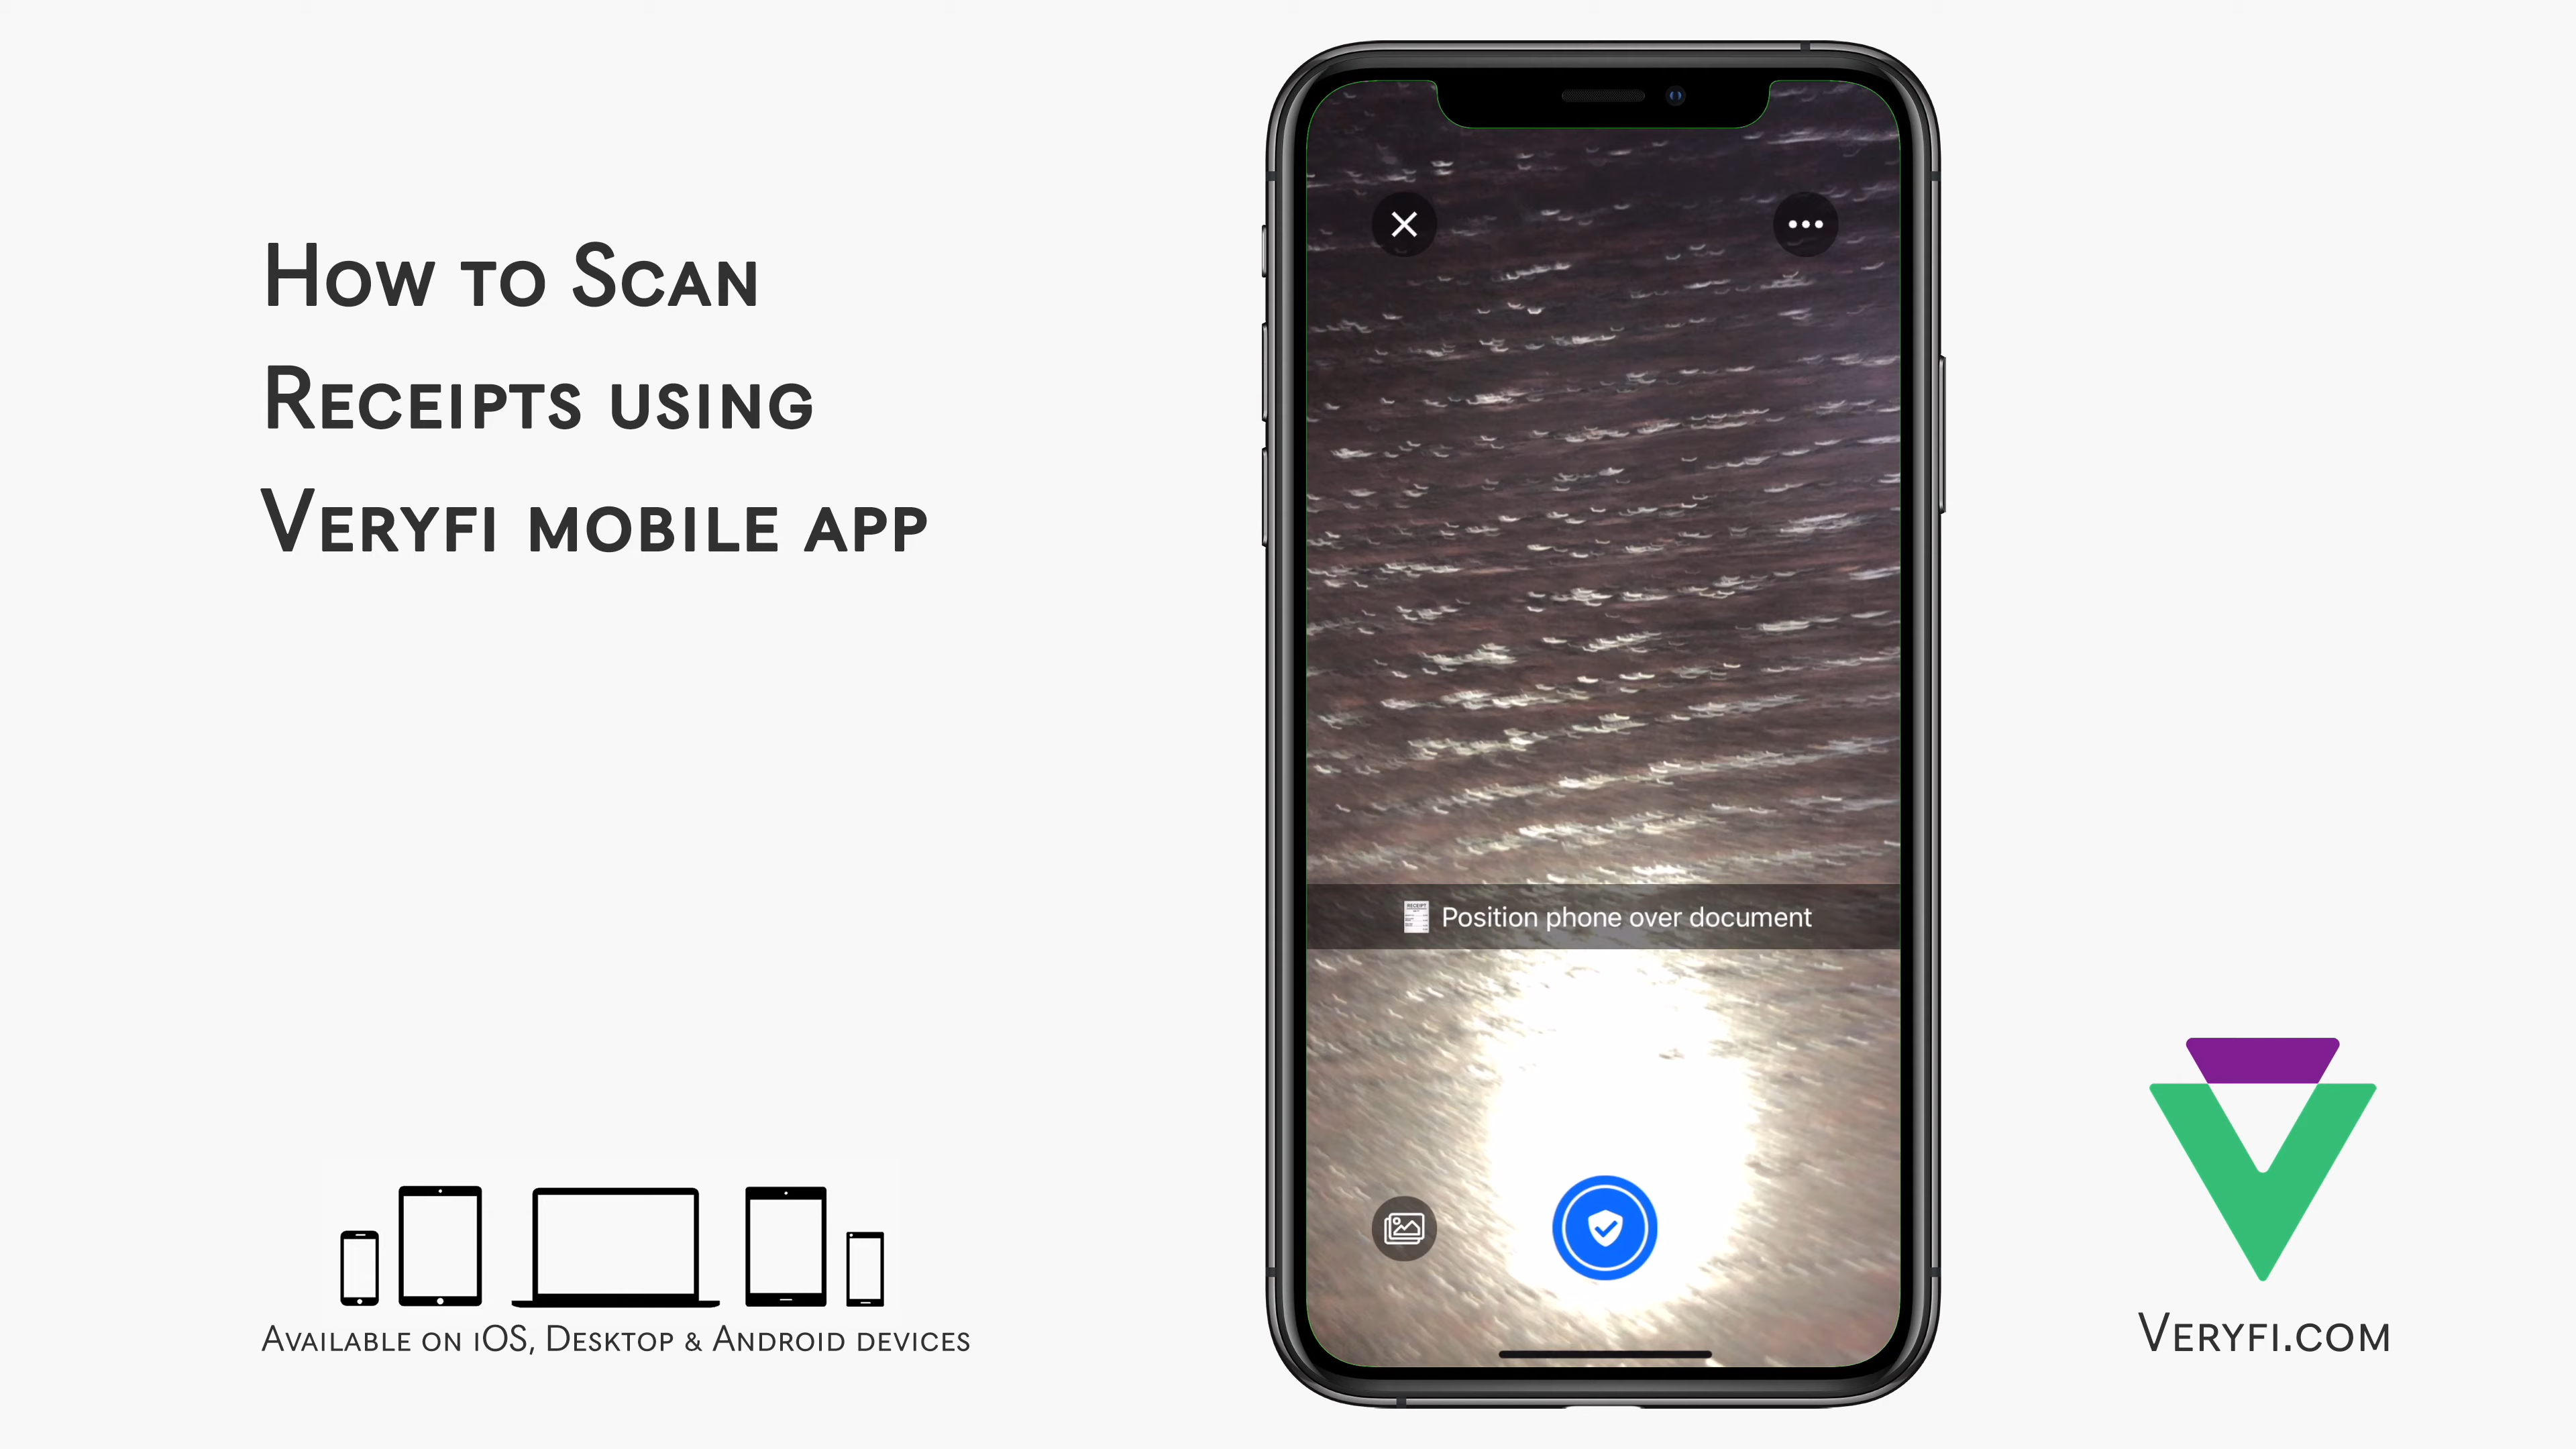 How to Scan
Receipts using
Veryfi mobile app
RECEIPT
Position phone over document
Available on iOS, Desktop & Android devices
Veryfi.com